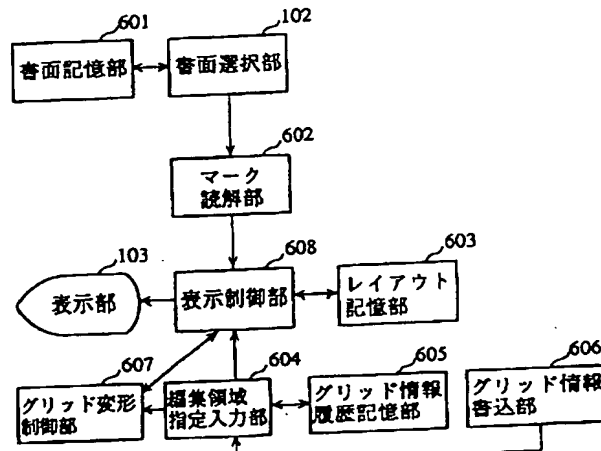 601
102
書面記憶部
書面選択部
602
マーク
読解部
608
603
103
表示部
表示制御部
レイアウト
記憶部
607
604
605
606
グリッド変形
制御部
編集領域
指定入力部
グリッド情報
履歴記憶部
グリッド情報
書込部